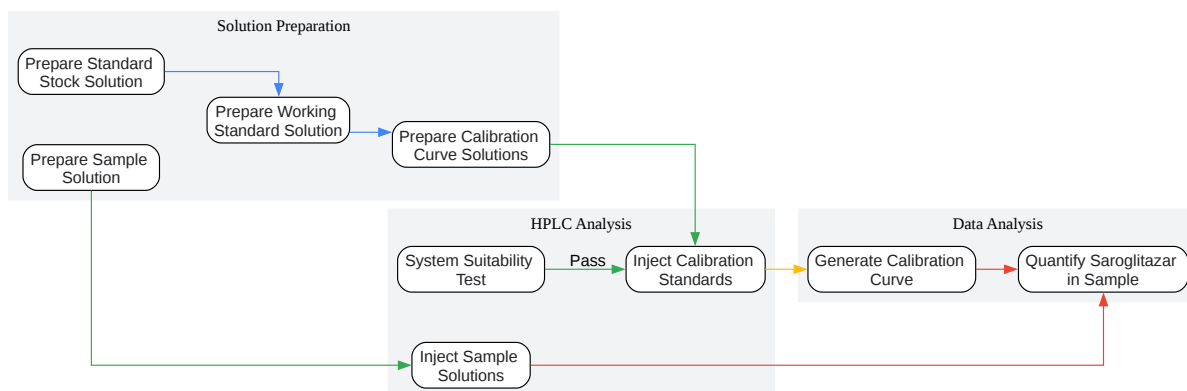 Solution Preparation
Prepare Standard
Stock Solution
Prepare Working
Standard Solution
Prepare Calibration
Curve Solutions
Prepare Sample
Solution
HPLC Analysis
System Suitability
Test
Pass
Inject Calibration
Standards
Inject Sample
Solutions
Data Analysis
Generate Calibration
Curve
Quantify Saroglitazar
in Sample